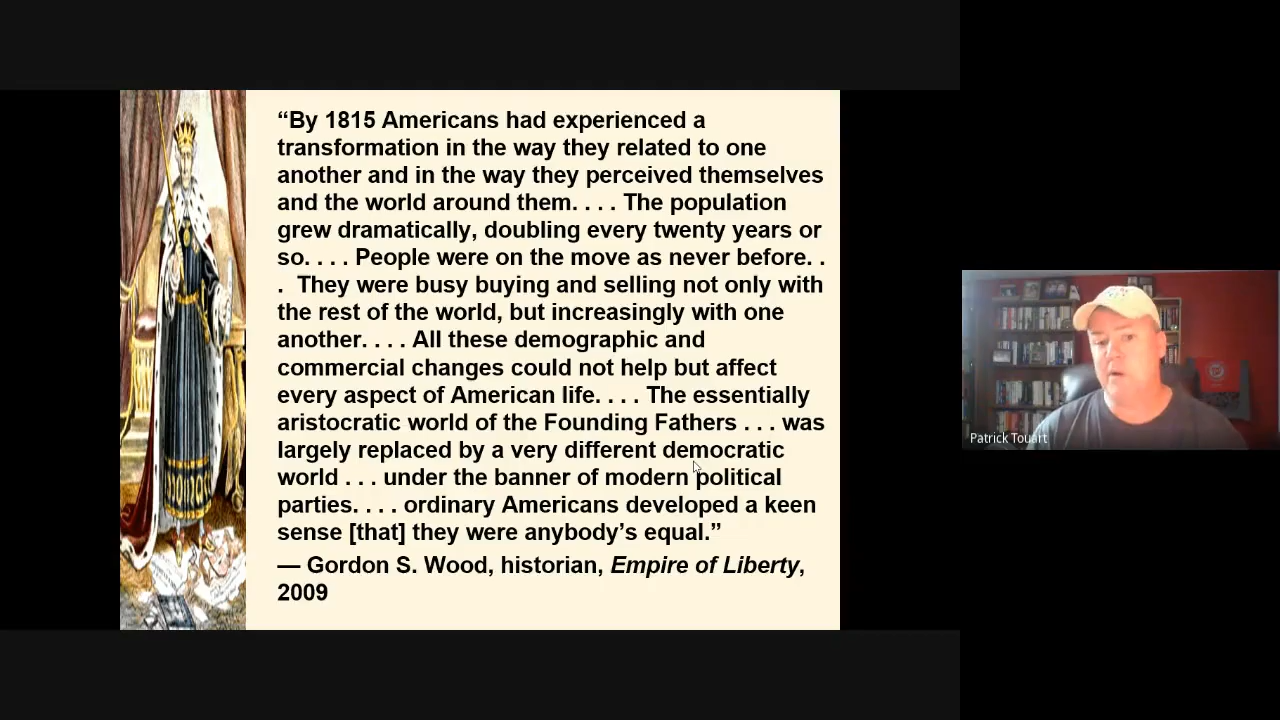 “By 1815 Americans had experienced a
transformation in the way they related to one
another and in the way they perceived themselves
and the world around them. . . . The population
grew dramatically, doubling every twenty years or
so. . . . People were on the move as never before. .
.  They were busy buying and selling not only with
the rest of the world, but increasingly with one
another. . . . All these demographic and
commercial changes could not help but affect
every aspect of American life. . . . The essentially
aristocratic world of the Founding Fathers . . . was
largely replaced by a very different democratic
world . . . under the banner of modern political
parties. . . . ordinary Americans developed a keen
sense [that] they were anybody’s equal.”
— Gordon S. Wood, historian, Empire of Liberty,
2009
Patrick Touart